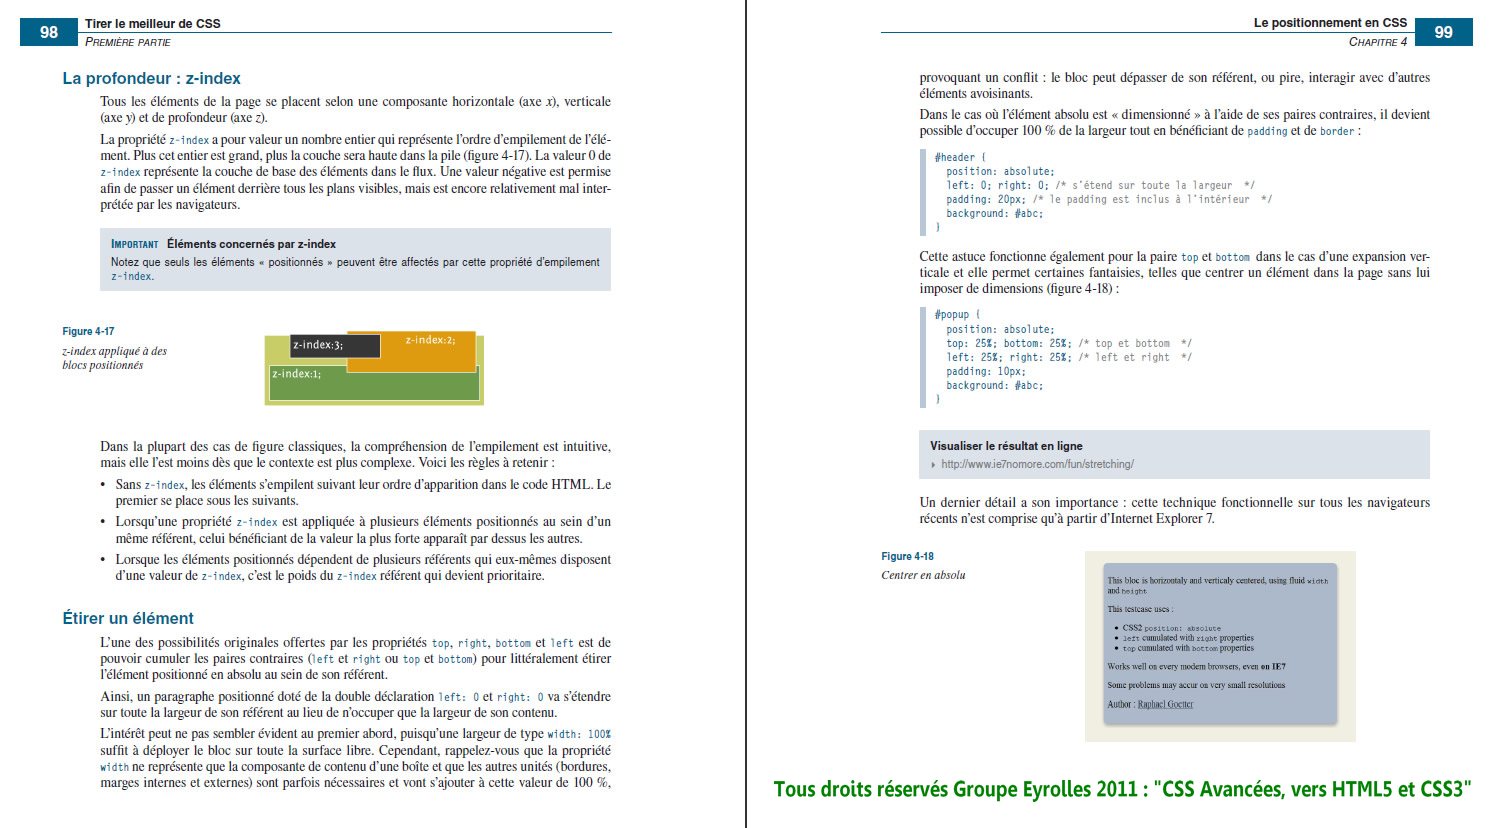 98
Tirer le meilleur de CSS
PREMIÈRE PARTIE
La profondeur : z-index
Tous les éléments de la page se placent selon une composante horizontale (axe x), verticale
(axe y) et de profondeur (axe z).
La propriété z-index a pour valeur un nombre entier qui représente l'ordre d'empilement de l'élé-
ment. Plus cet entier est grand, plus la couche sera haute dans la pile (figure 4-17). La valeur 0 de
z-index représente la couche de base des éléments dans le flux. Une valeur négative est permise
afin de passer un élément derrière tous les plans visibles, mais est encore relativement mal inter-
prétée par les navigateurs.
IMPORTANT Éléments concernés par z-index
Notez que seuls les éléments « positionnés » peuvent être affectés par cette propriété d'empilement
z-index.
Figure 4-17
z-index appliqué à des
blocs positionnés
z-index:3;
z-index:2;
z-index:1;
Dans la plupart des cas de figure classiques, la compréhension de l'empilement est intuitive,
mais elle l'est moins dès que le contexte est plus complexe. Voici les règles à retenir :
• Sans z-index, les éléments s'empilent suivant leur ordre d'apparition dans le code HTML. Le
premier se place sous les suivants.
• Lorsqu'une propriété z-index est appliquée à plusieurs éléments positionnés au sein d'un
même référent, celui bénéficiant de la valeur la plus forte apparaît par dessus les autres.
• Lorsque les éléments positionnés dépendent de plusieurs référents qui eux-mêmes disposent
d'une valeur de z-index, c'est le poids du z-index référent qui devient prioritaire.
Étirer un élément
L'une des possibilités originales offertes par les propriétés top, right, bottom et left est de
pouvoir cumuler les paires contraires (left et right ou top et bottom) pour littéralement étirer
l'élément positionné en absolu au sein de son référent.
Ainsi, un paragraphe positionné doté de la double déclaration left: 0 et right: 0 va s'étendre
sur toute la largeur de son référent au lieu de n'occuper que la largeur de son contenu.
L'intérêt peut ne pas sembler évident au premier abord, puisqu'une largeur de type width: 100%
suffit à déployer le bloc sur toute la surface libre. Cependant, rappelez-vous que la propriété
width ne représente que la composante de contenu d'une boîte et que les autres unités (bordures,
marges internes et externes) sont parfois nécessaires et vont s'ajouter à cette valeur de 100 %,
Le positionnement en CSS
CHAPITRE 4
99
provoquant un conflit : le bloc peut dépasser de son référent, ou pire, interagir avec d'autres
éléments avoisinants.
Dans le cas où l'élément absolu est « dimensionné » à l'aide de ses paires contraires, il devient
possible d'occuper 100 % de la largeur tout en bénéficiant de padding et de border :
#header {
position: absolute;
left: 0; right: 0; /* s'étend sur toute la largeur */
padding: 20px; /* le padding est inclus à l'intérieur */
background: #abc;
}
Cette astuce fonctionne également pour la paire top et bottom dans le cas d'une expansion ver-
ticale et elle permet certaines fantaisies, telles que centrer un élément dans la page sans lui
imposer de dimensions (figure 4-18) :
#popup {
position: absolute;
top: 25%; bottom: 25%; /* top et bottom */
left: 25%; right: 25%; /* left et right */
padding: 10px;
background: #abc;
}
Visualiser le résultat en ligne
http://www.ie7nomore.com/fun/stretching/
Un dernier détail a son importance : cette technique fonctionnelle sur tous les navigateurs
récents n'est comprise qu'à partir d'Internet Explorer 7.
Figure 4-18
Centrer en absolu
This bloc is horizontaly and verticaly centered, using fluid width
and height
This testcase uses :
• CSS2 position: absolute
• left cumulated with right properties
• top cumulated with bottom properties
Works well on every modern browsers, even on IE7
Some problems may accur on very small resolutions
Author : Raphael Goetter
Tous droits réservés Groupe Eyrolles 2011 : "CSS Avancées, vers HTML5 et CSS3"